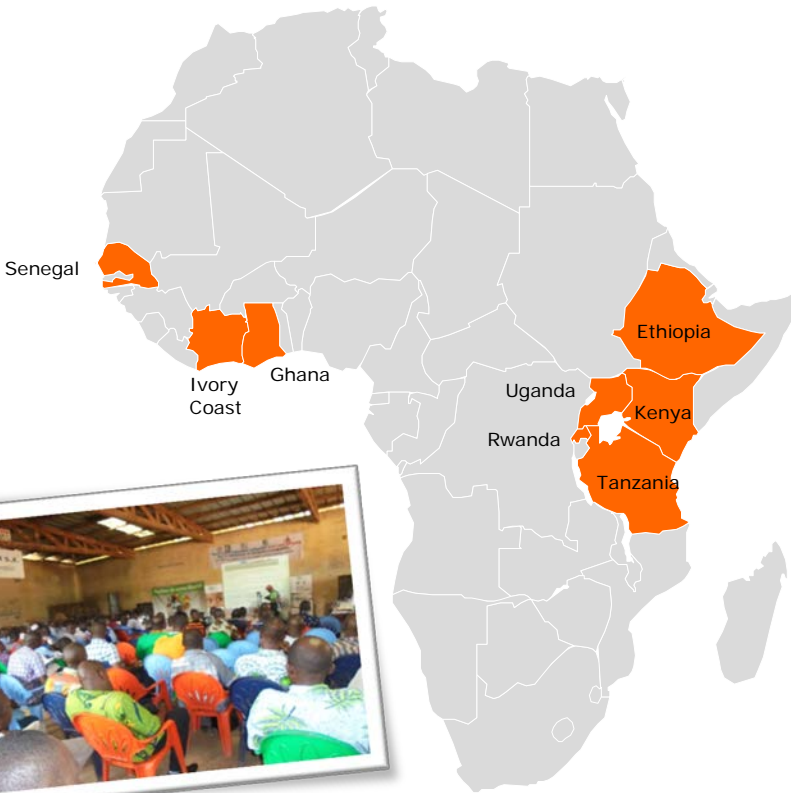 Senegal
Ivory
Coast
Ghana
Ethiopia
Uganda
Kenya
Rwanda
Tanzania